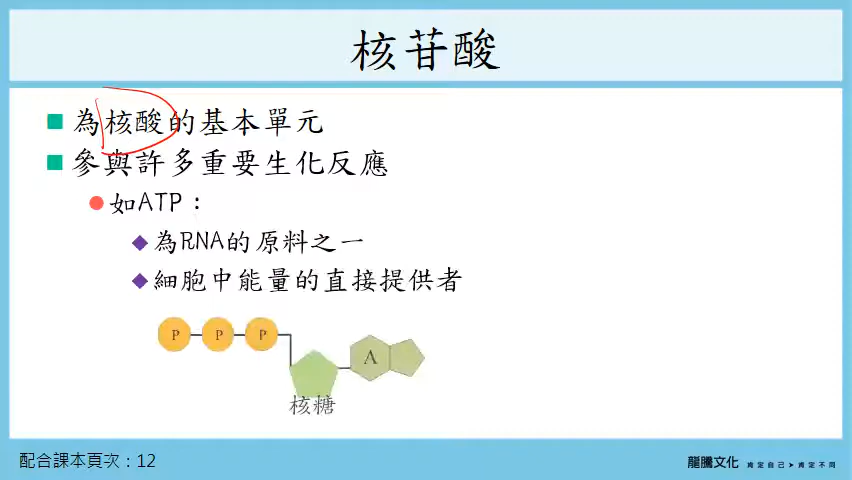 核苷酸
為核酸的基本單元
參與許多重要生化反應
如ATP：
為RNA的原料之一
細胞中能量的直接提供者
P P P
A
核糖
配合課本頁次：12
龍騰文化 肯定自己➤肯定不同